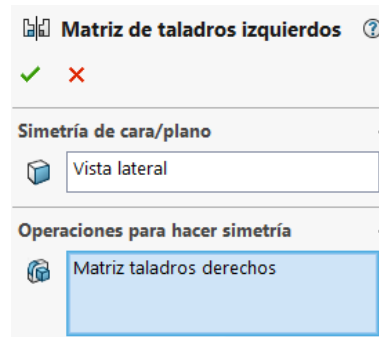 Matriz de taladros izquierdos ?
Simetría de cara/plano
Vista lateral
Operaciones para hacer simetría
Matriz taladros derechos